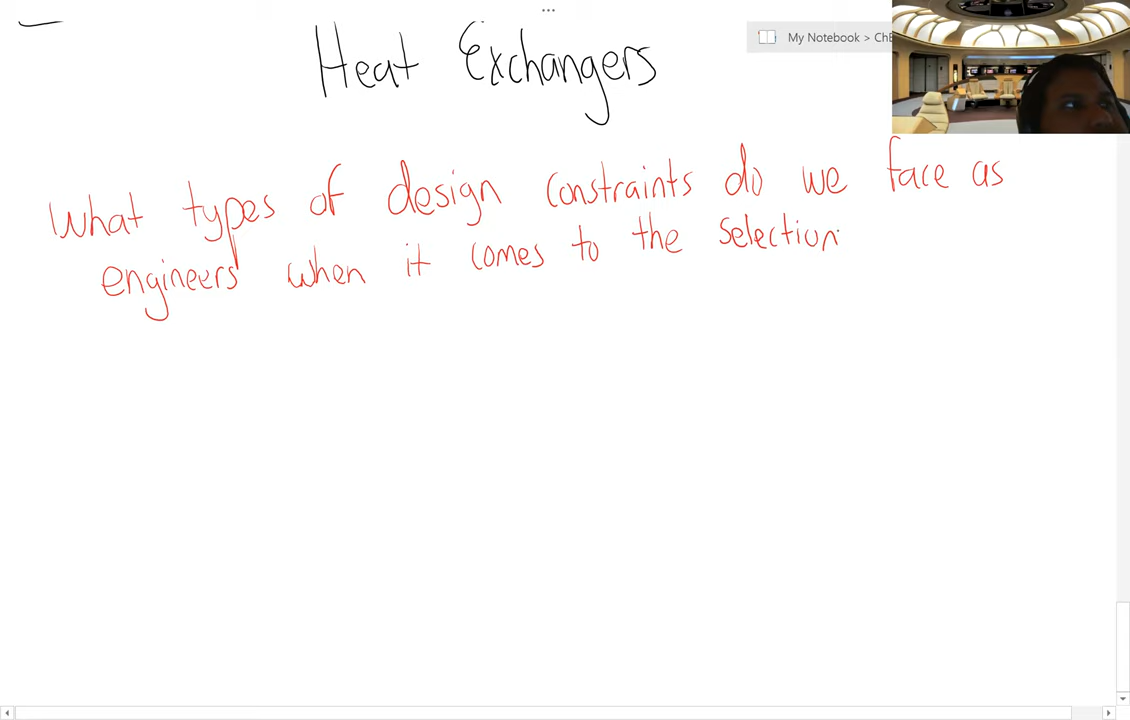 Heat Exchangers
My Notebook > ChE
What types of design constraints do we face as
engineers when it comes to the selection